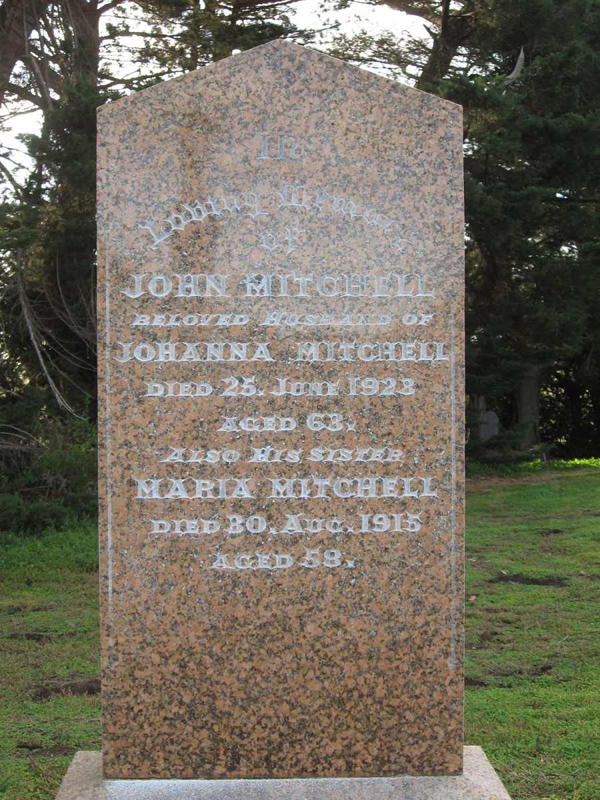 In
Loving Memory
of
JOHN MITCHELL
BELOVED HUSBAND OF
JOHANNA MITCHELL
DIED 25. JUNE 1923
AGED 63.
ALSO HIS SISTER
MARIA MITCHELL
DIED 30. AUG. 1915
AGED 58.